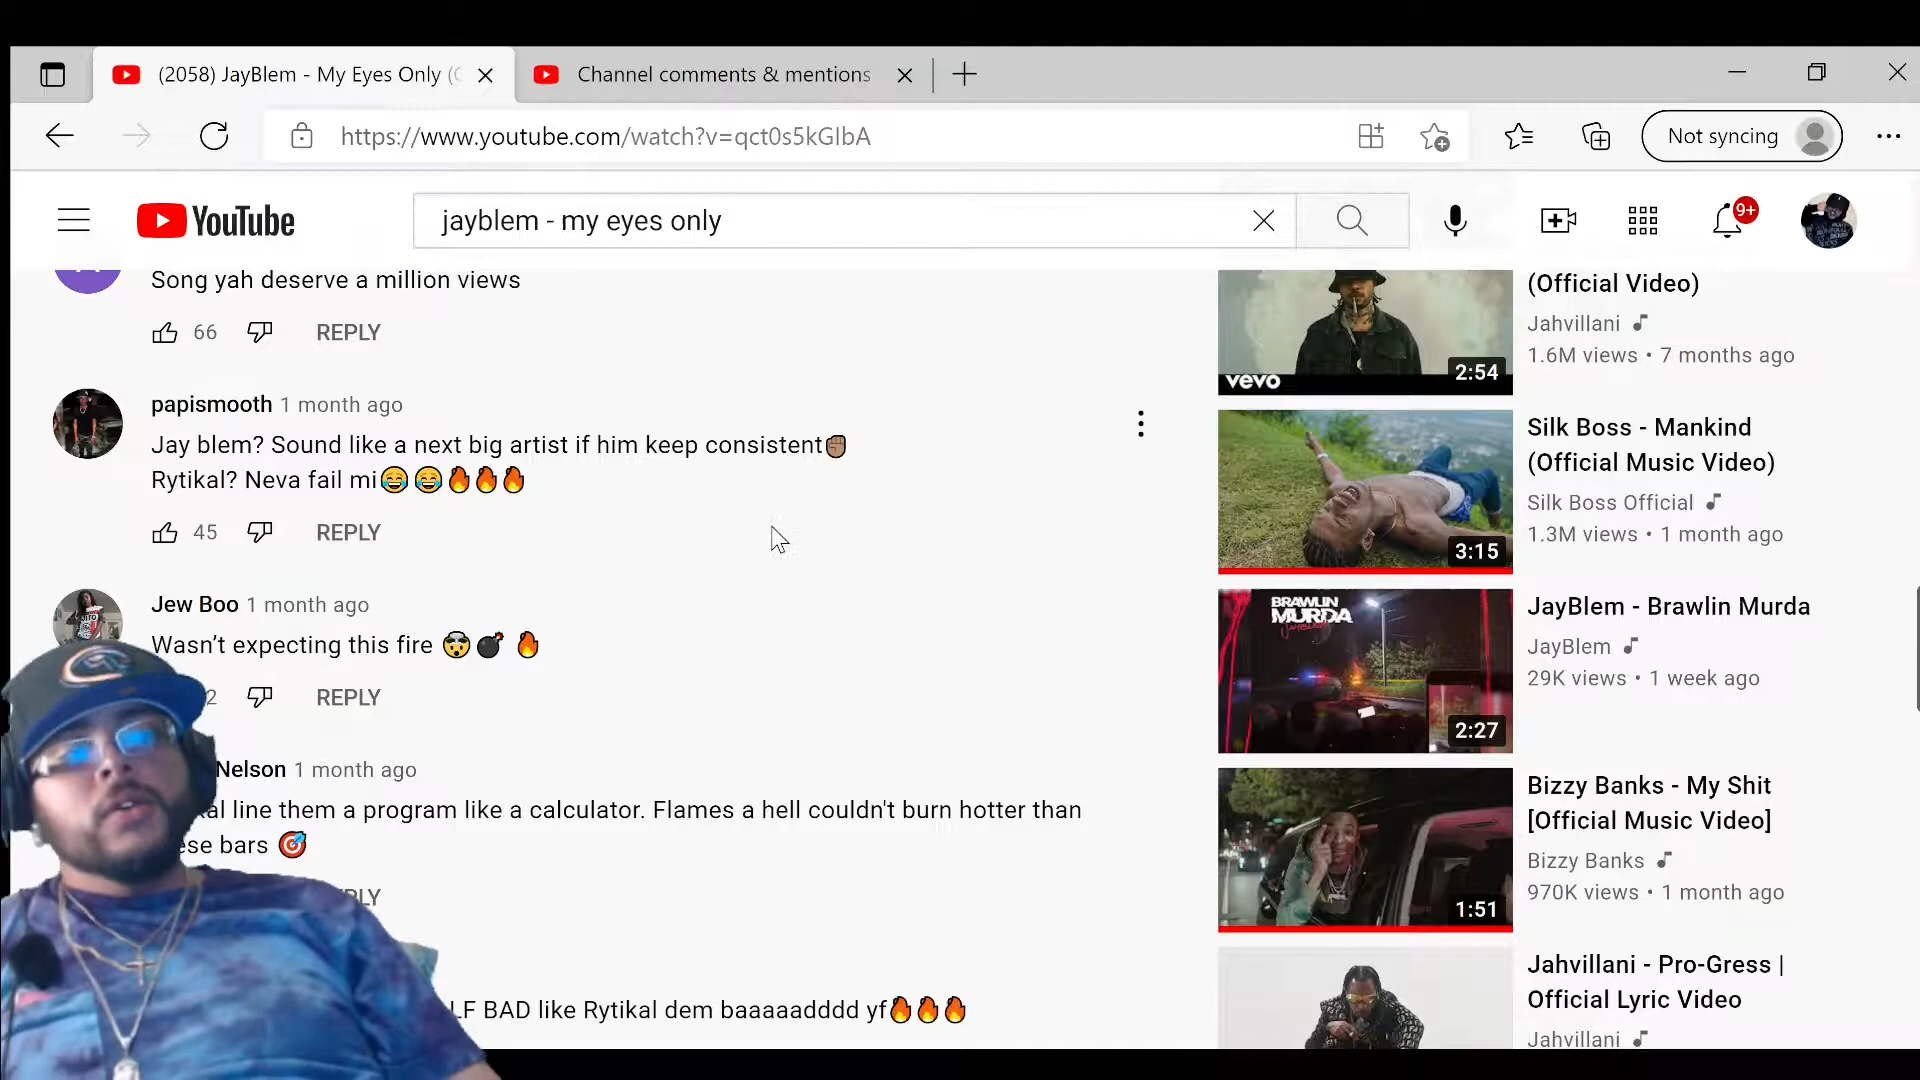 (2058) JayBlem - My Eyes Only
Channel comments & mentions
https://www.youtube.com/watch?v=qct0s5kGIbA
Not syncing
YouTube
jayblem - my eyes only
9+
Song yah deserve a million views
66 REPLY
papismooth 1 month ago
Jay blem? Sound like a next big artist if him keep consistent✊🏽
Rytikal? Neva fail mi😂😂🔥🔥🔥
45 REPLY
Jew Boo 1 month ago
Wasn’t expecting this fire 🤯💣🔥
2 REPLY
Nelson 1 month ago
line them a program like a calculator. Flames a hell couldn't burn hotter than
bars 🎯
BAD like Rytikal dem baaaaadddd yf🔥🔥🔥
(Official Video)
Jahvillani
1.6M views • 7 months ago
vevo
2:54
Silk Boss - Mankind
(Official Music Video)
Silk Boss Official
1.3M views • 1 month ago
3:15
BRAWLIN
MURDA
JayBlem - Brawlin Murda
JayBlem
29K views • 1 week ago
2:27
Bizzy Banks - My Shit
[Official Music Video]
Bizzy Banks
970K views • 1 month ago
1:51
Jahvillani - Pro-Gress |
Official Lyric Video
Jahvillani